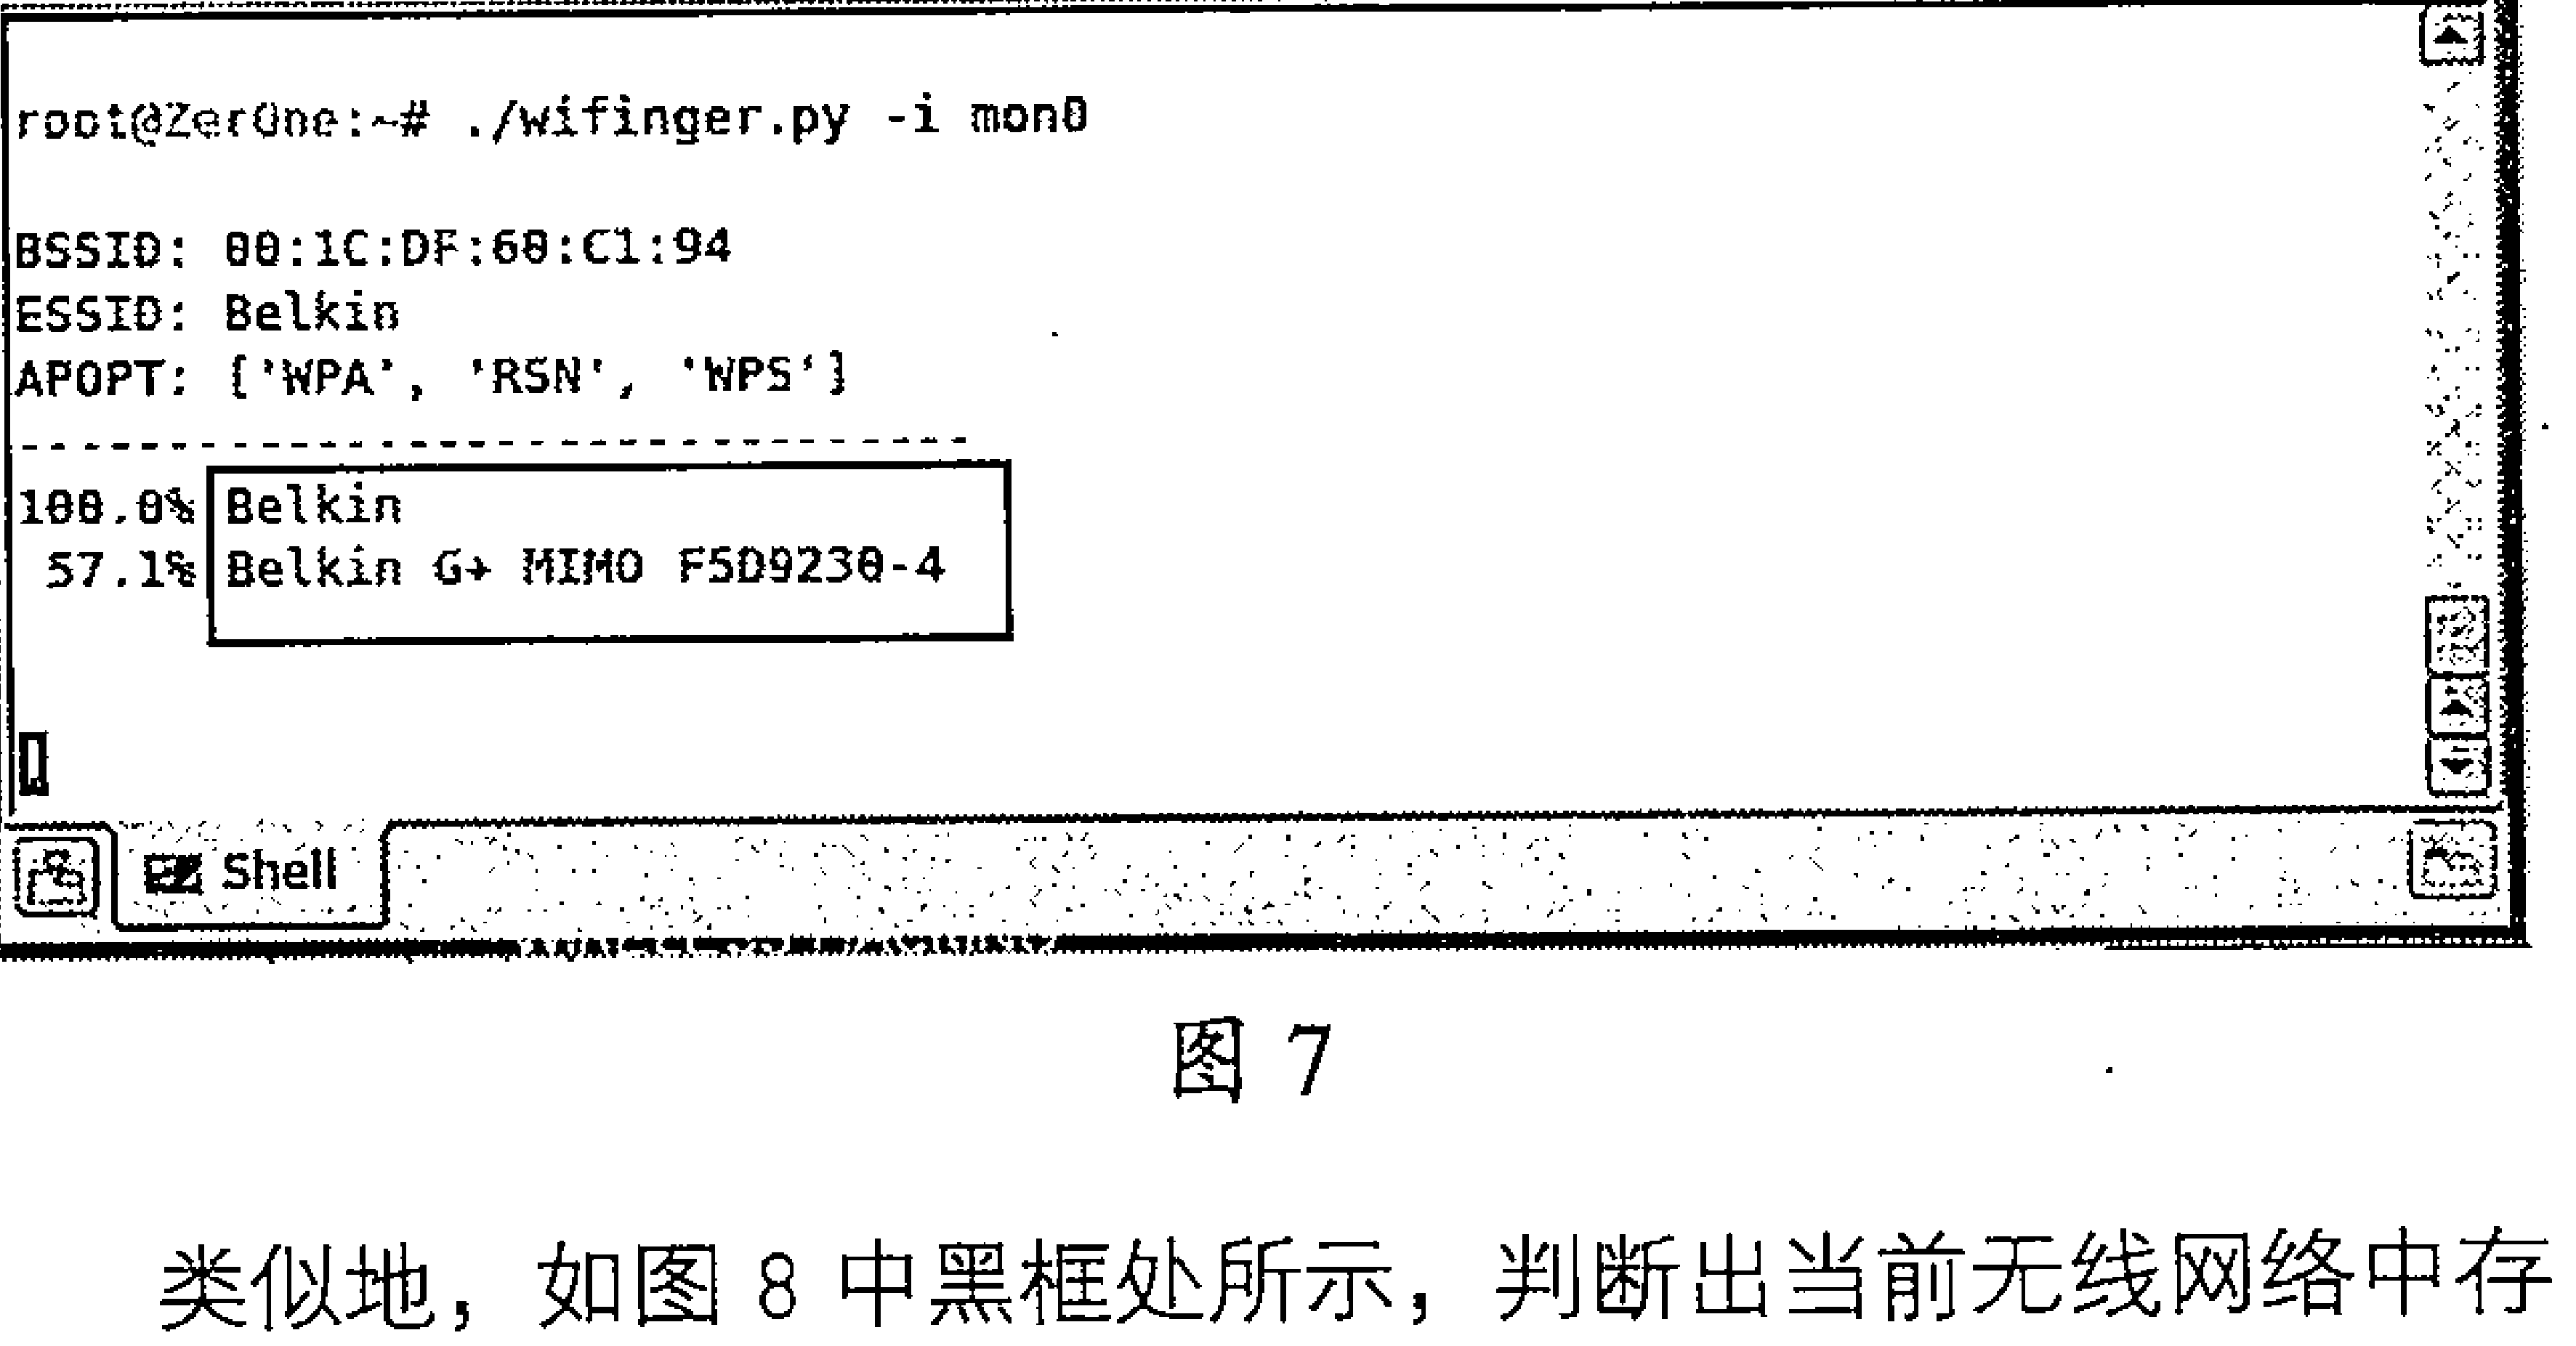 root@ZerOne:~# ./wifinger.py -i mon0
BSSID: 00:1C:DF:60:C1:94
ESSID: Belkin
APOPT: ['WPA', 'RSN', 'WPS']
-------------------------------
100.0% Belkin
57.1% Belkin G+ MIMO F5D9230-4
Shell
图 7
类似地，如图 8 中黑框处所示，判断出当前无线网络中存